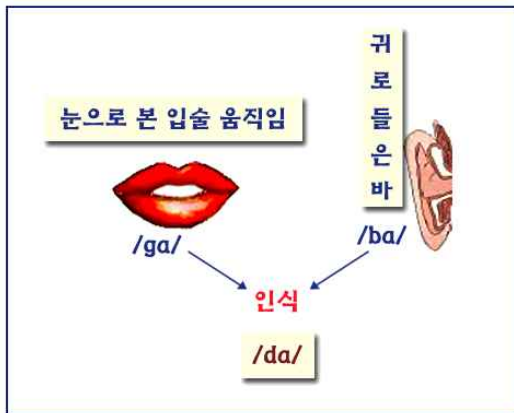 눈으로 본 입술 움직임
귀
로
들
은
바
/ga/
/ba/
인식
/da/